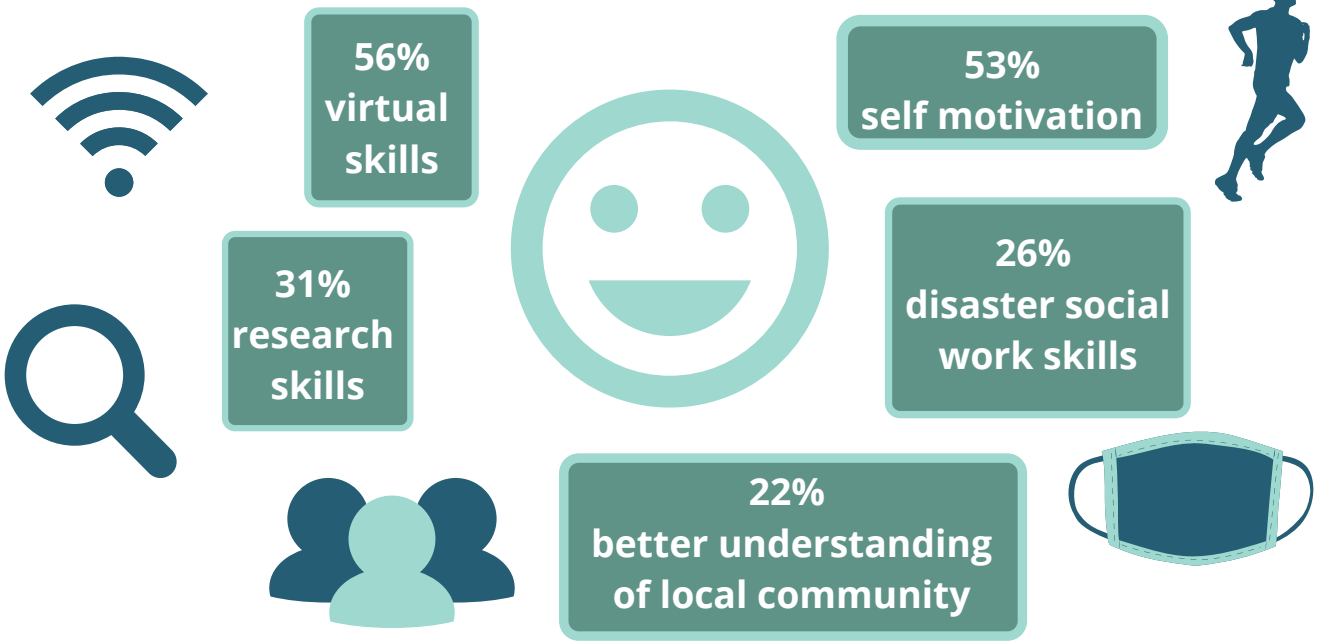 56%
virtual
skills
53%
self motivation
31%
research
skills
26%
disaster social
work skills
22%
better understanding
of local community